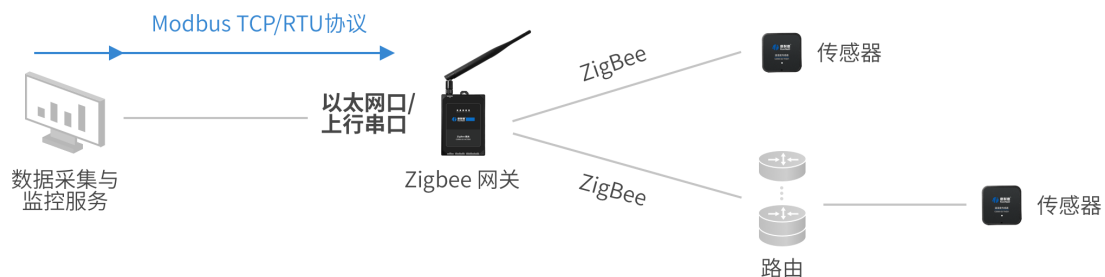 Modbus TCP/RTU协议
以太网口/
上行串口
数据采集与
监控服务
Zigbee 网关
ZigBee
传感器
ZigBee
路由
传感器